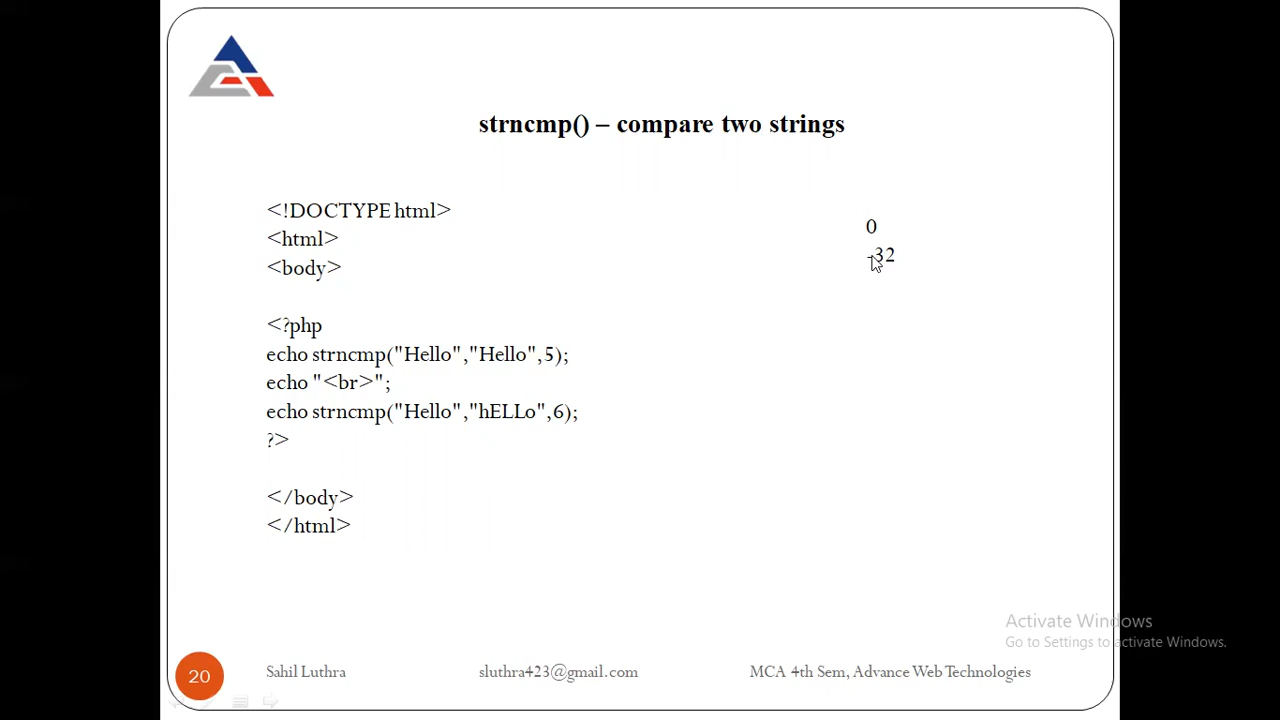 strncmp() – compare two strings
<!DOCTYPE html>
<html>
<body>
<?php
echo strncmp("Hello","Hello",5);
echo "<br>";
echo strncmp("Hello","hELLo",6);
?>
</body>
</html>
0
-32
Activate Windows
Go to Settings to activate Windows.
20
Sahil Luthra
sluthra423@gmail.com
MCA 4th Sem, Advance Web Technologies